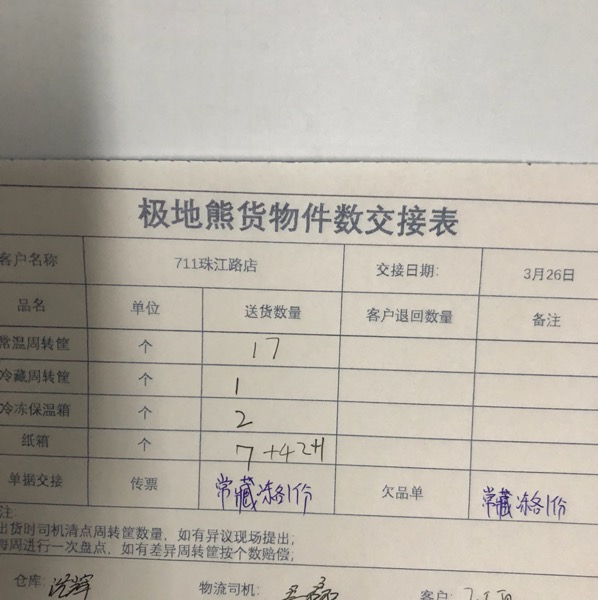 极地熊货物件数交接表
客户名称 711珠江路店 交接日期: 3月26日
品名 单位 送货数量 客户退回数量 备注
常温周转筐 个 17
冷藏周转筐 个 1
冷冻保温箱 个 2
纸箱 个 7+4
单据交接 传票 常藏冻各1份 欠品单 常藏冻各1份
注
出货时司机清点周转筐数量，如有异议现场提出;
每周进行一次盘点，如有差异周转筐按个数赔偿;
仓库: 物流司机: 客户: